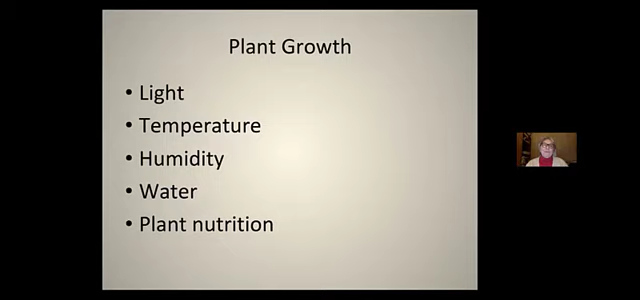 Plant Growth
• Light
• Temperature
• Humidity
• Water
• Plant nutrition